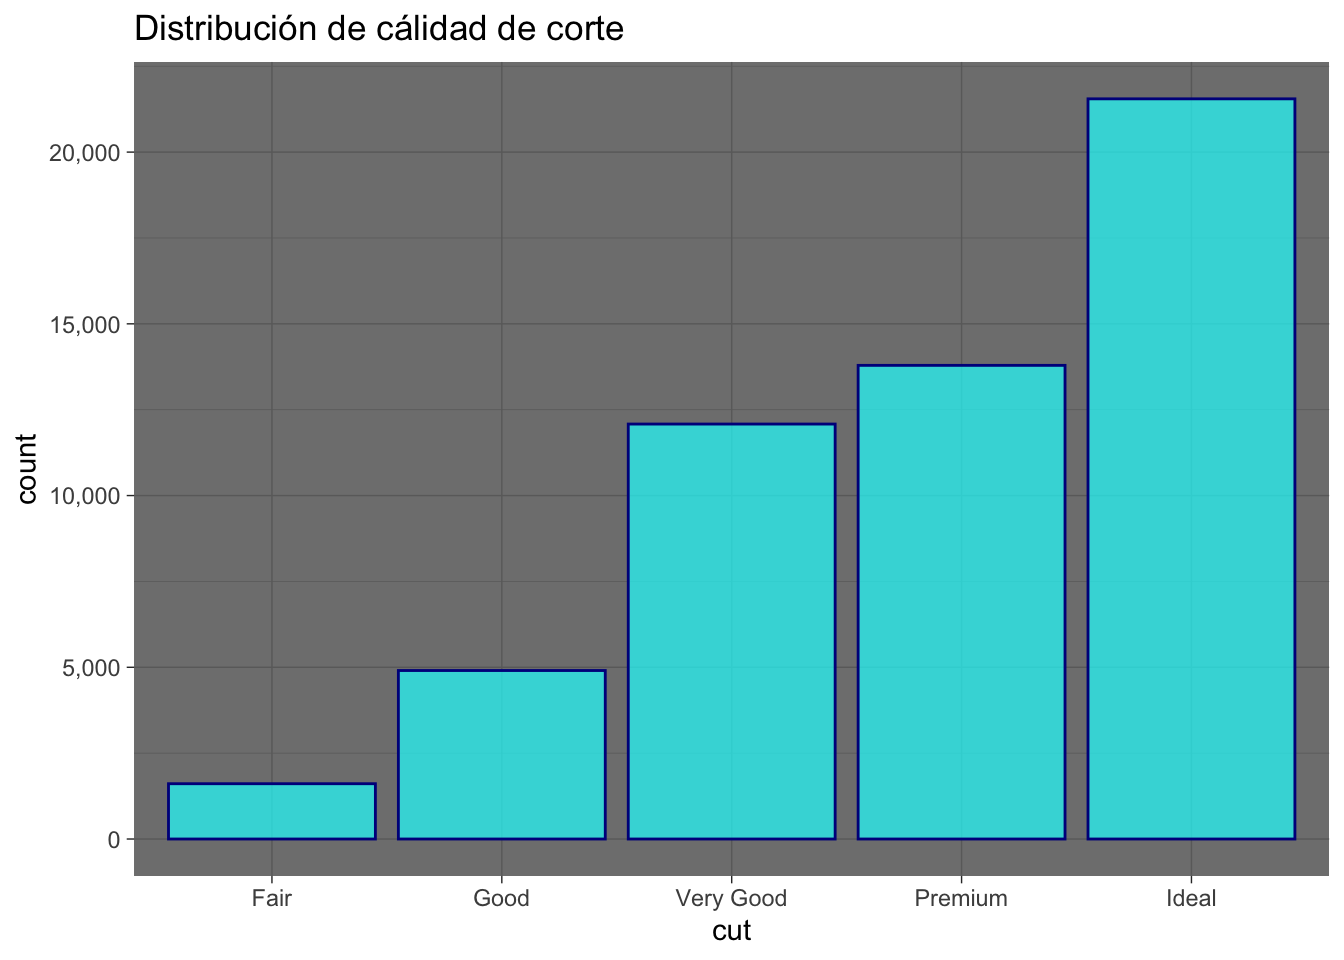 Distribución de cálidad de corte
20,000
15,000
10,000
5,000
0
count
Fair Good Very Good Premium Ideal
cut